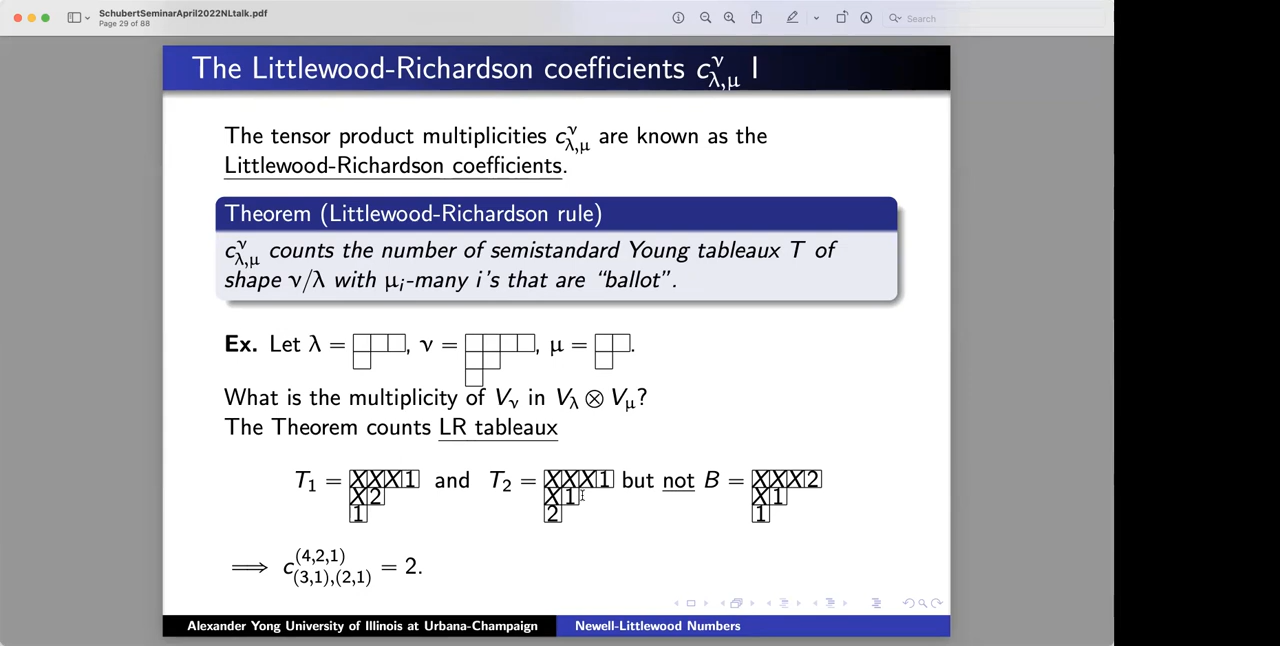 SchubertSeminarApril2022NLtalk.pdf
Page 29 of 88
Search
The Littlewood-Richardson coefficients c^ν_{λ,μ} I
The tensor product multiplicities c^ν_{λ,μ} are known as the
Littlewood-Richardson coefficients.
Theorem (Littlewood-Richardson rule)
c^ν_{λ,μ} counts the number of semistandard Young tableaux T of
shape ν/λ with μ_i-many i's that are “ballot”.
Ex. Let λ = , ν = , μ = .
What is the multiplicity of V_ν in V_λ ⊗ V_μ?
The Theorem counts LR tableaux
T_1 = XXX1 and T_2 = XXX1 but not B = XXX2
X2 X1 X1
1 2 1
⟹ c^{(4,2,1)}_{(3,1),(2,1)} = 2.
Alexander Yong University of Illinois at Urbana-Champaign Newell-Littlewood Numbers